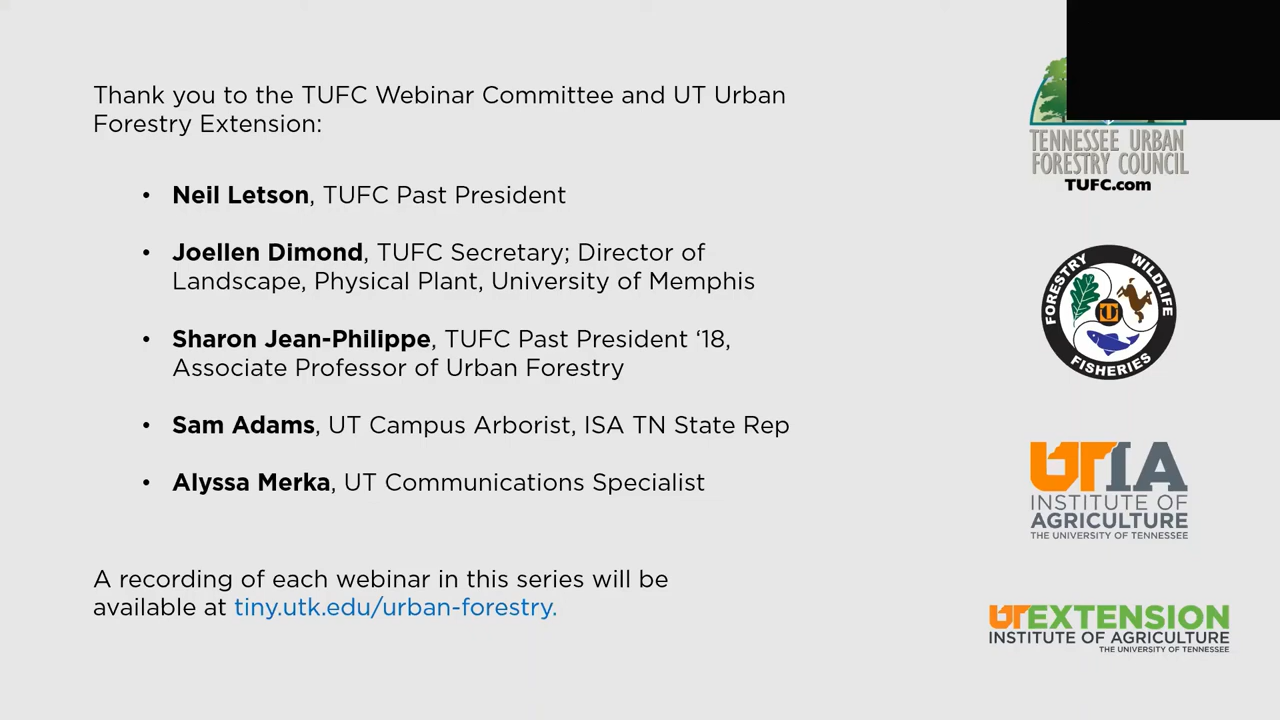 Thank you to the TUFC Webinar Committee and UT Urban
Forestry Extension:
• Neil Letson, TUFC Past President
• Joellen Dimond, TUFC Secretary; Director of
Landscape, Physical Plant, University of Memphis
• Sharon Jean-Philippe, TUFC Past President ‘18,
Associate Professor of Urban Forestry
• Sam Adams, UT Campus Arborist, ISA TN State Rep
• Alyssa Merka, UT Communications Specialist
A recording of each webinar in this series will be
available at tiny.utk.edu/urban-forestry.
TENNESSEE URBAN
FORESTRY COUNCIL
TUFC.com
FORESTRY WILDLIFE
FISHERIES
UTIA
INSTITUTE OF
AGRICULTURE
THE UNIVERSITY OF TENNESSEE
UT EXTENSION
INSTITUTE OF AGRICULTURE
THE UNIVERSITY OF TENNESSEE